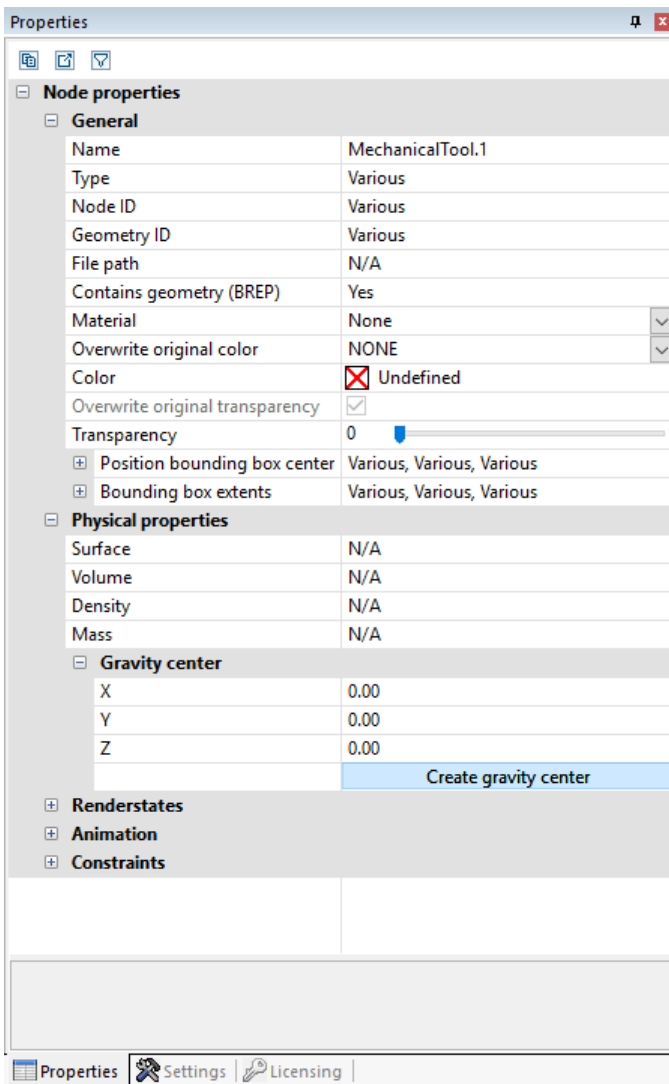 Properties
Node properties
General
Name MechanicalTool.1
Type Various
Node ID Various
Geometry ID Various
File path N/A
Contains geometry (BREP) Yes
Material None
Overwrite original color NONE
Color Undefined
Overwrite original transparency
Transparency 0
Position bounding box center Various, Various, Various
Bounding box extents Various, Various, Various
Physical properties
Surface N/A
Volume N/A
Density N/A
Mass N/A
Gravity center
X 0.00
Y 0.00
Z 0.00
Create gravity center
Renderstates
Animation
Constraints
Properties Settings Licensing